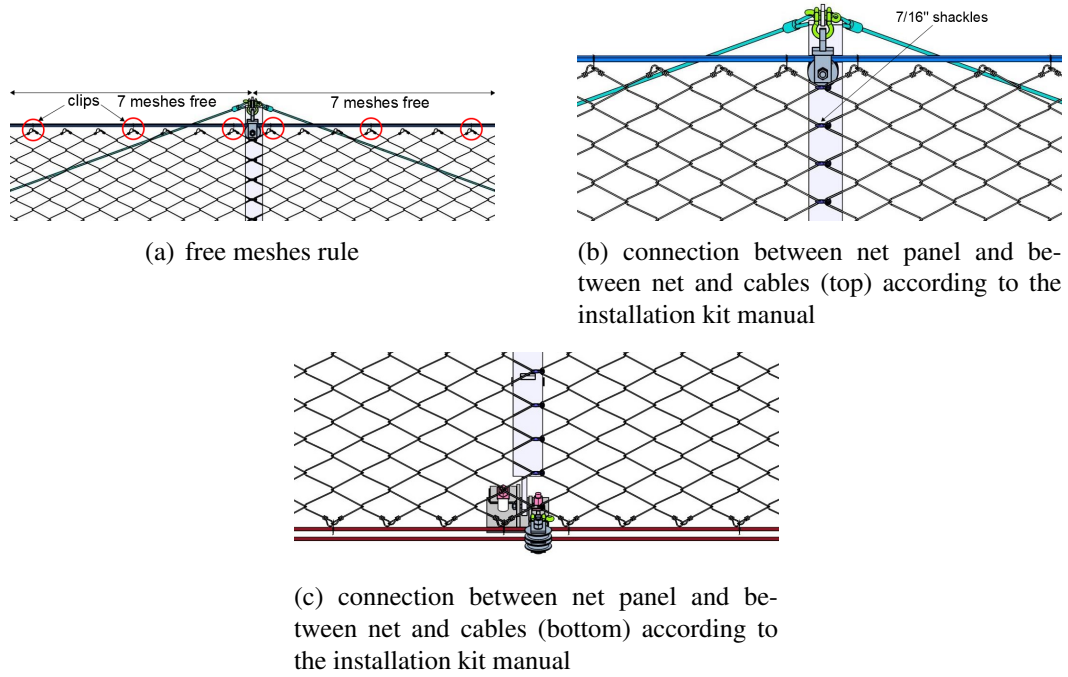 clips
7 meshes free
7 meshes free
7/16" shackles
(a) free meshes rule
(b) connection between net panel and be-
tween net and cables (top) according to the
installation kit manual
(c) connection between net panel and be-
tween net and cables (bottom) according to
the installation kit manual